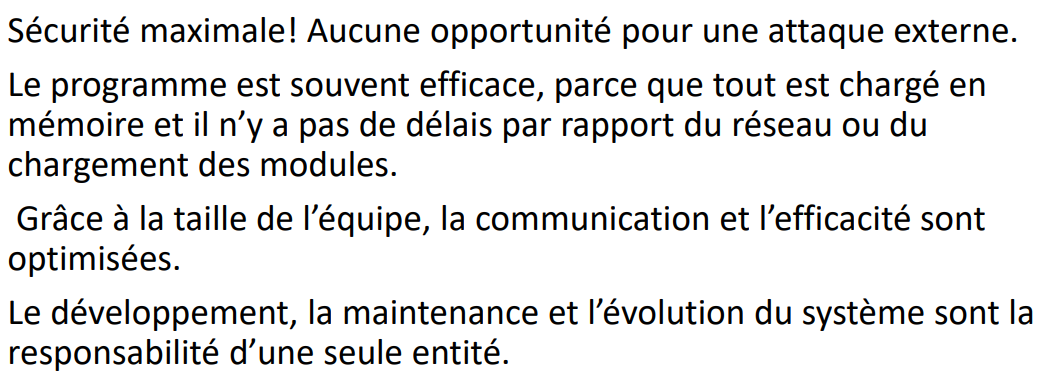 Sécurité maximale! Aucune opportunité pour une attaque externe.
Le programme est souvent efficace, parce que tout est chargé en
mémoire et il n’y a pas de délais par rapport du réseau ou du
chargement des modules.
Grâce à la taille de l’équipe, la communication et l’efficacité sont
optimisées.
Le développement, la maintenance et l’évolution du système sont la
responsabilité d’une seule entité.